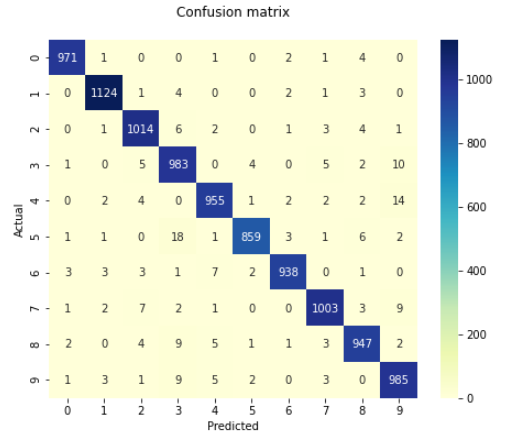 Confusion matrix
0 971 1 0 0 1 0 2 1 4 0
1 0 1124 1 4 0 0 2 1 3 0
2 0 1 1014 6 2 0 1 3 4 1
3 1 0 5 983 0 4 0 5 2 10
4 0 2 4 0 955 1 2 2 2 14
5 1 1 0 18 1 859 3 1 6 2
6 3 3 3 1 7 2 938 0 1 0
7 1 2 7 2 1 0 0 1003 3 9
8 2 0 4 9 5 1 1 3 947 2
9 1 3 1 9 5 2 0 3 0 985
0 1 2 3 4 5 6 7 8 9
Predicted
Actual
1000
800
600
400
200
0